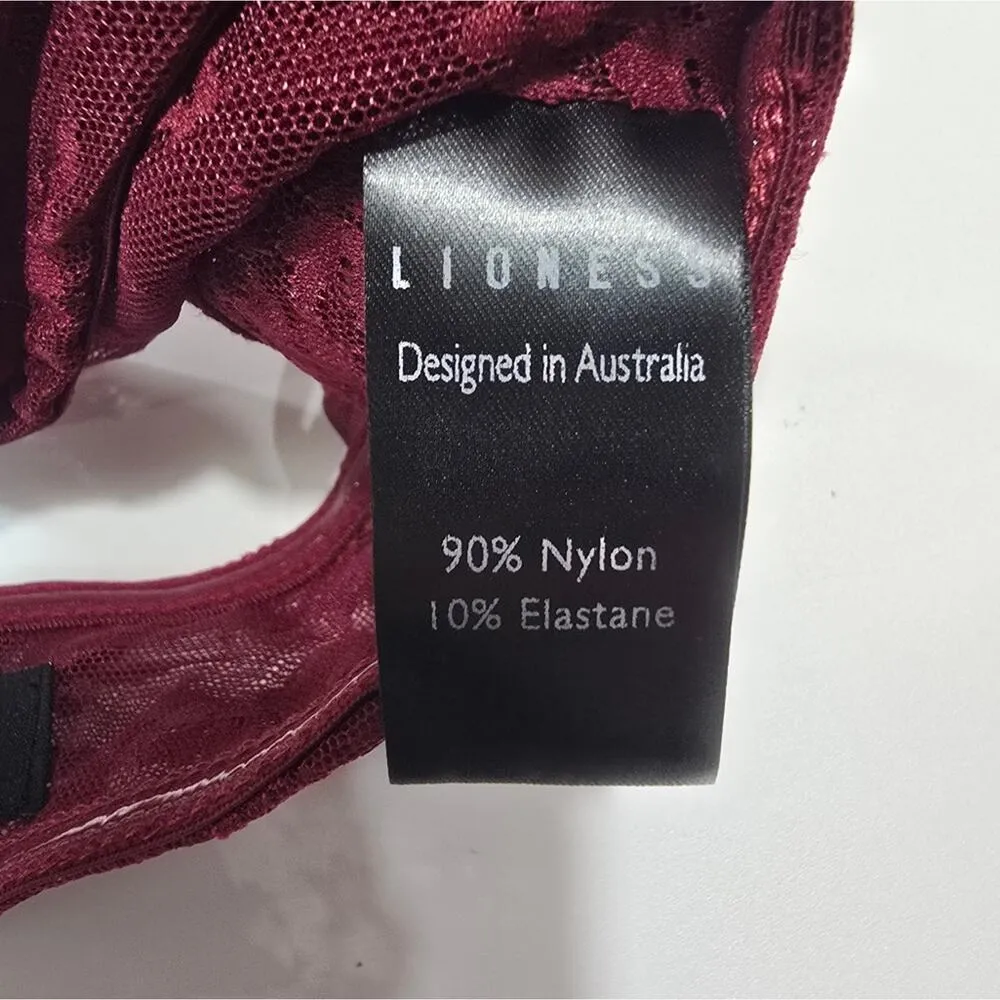 LIONESS
Designed in Australia
90% Nylon
10% Elastane